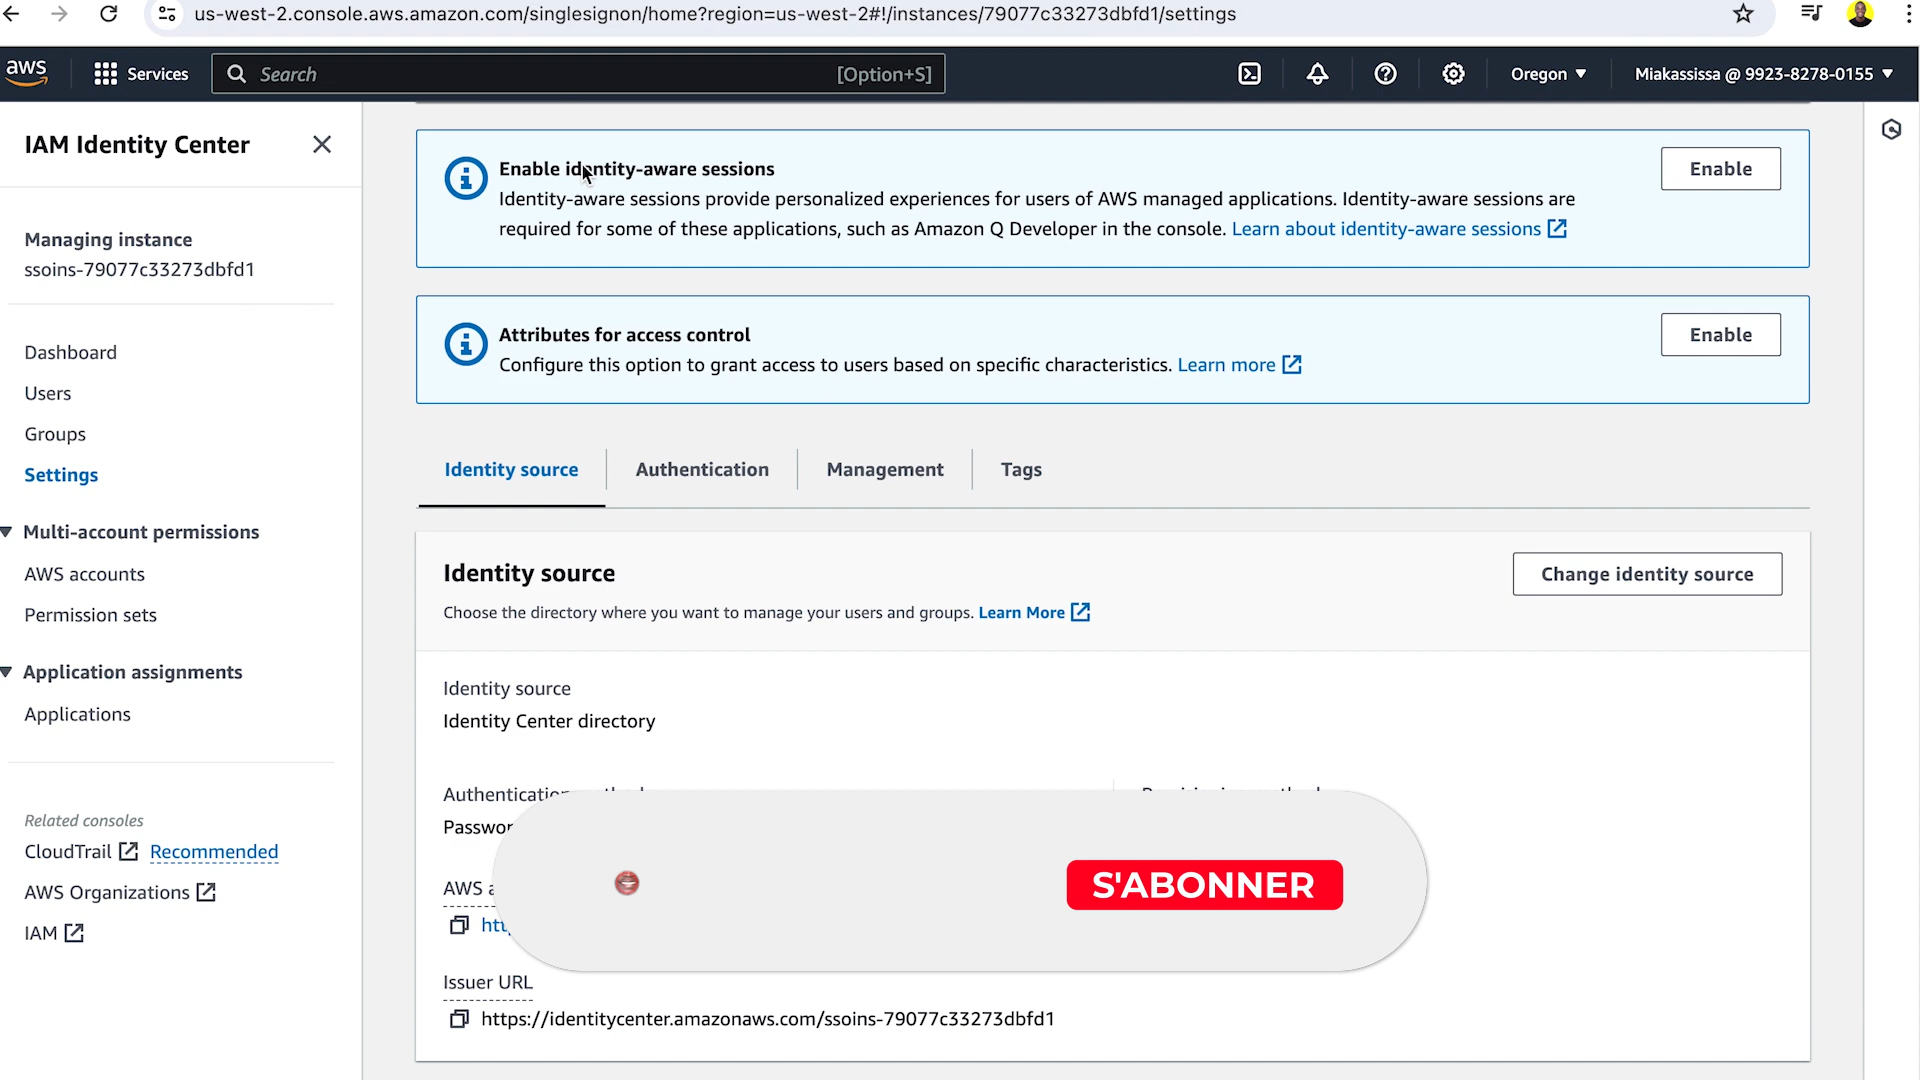 us-west-2.console.aws.amazon.com/singlesignon/home?region=us-west-2#!/instances/79077c33273dbfd1/settings
aws
Services
Search
[Option+S]
Oregon
Miakassissa @ 9923-8278-0155
IAM Identity Center
Managing instance
ssoins-79077c33273dbfd1
Dashboard
Users
Groups
Settings
Multi-account permissions
AWS accounts
Permission sets
Application assignments
Applications
Related consoles
CloudTrail Recommended
AWS Organizations
IAM
Enable identity-aware sessions
Identity-aware sessions provide personalized experiences for users of AWS managed applications. Identity-aware sessions are
required for some of these applications, such as Amazon Q Developer in the console. Learn about identity-aware sessions
Enable
Attributes for access control
Configure this option to grant access to users based on specific characteristics. Learn more
Enable
Identity source
Authentication
Management
Tags
Identity source
Choose the directory where you want to manage your users and groups. Learn More
Change identity source
Identity source
Identity Center directory
AWS
S'ABONNER
Issuer URL
https://identitycenter.amazonaws.com/ssoins-79077c33273dbfd1